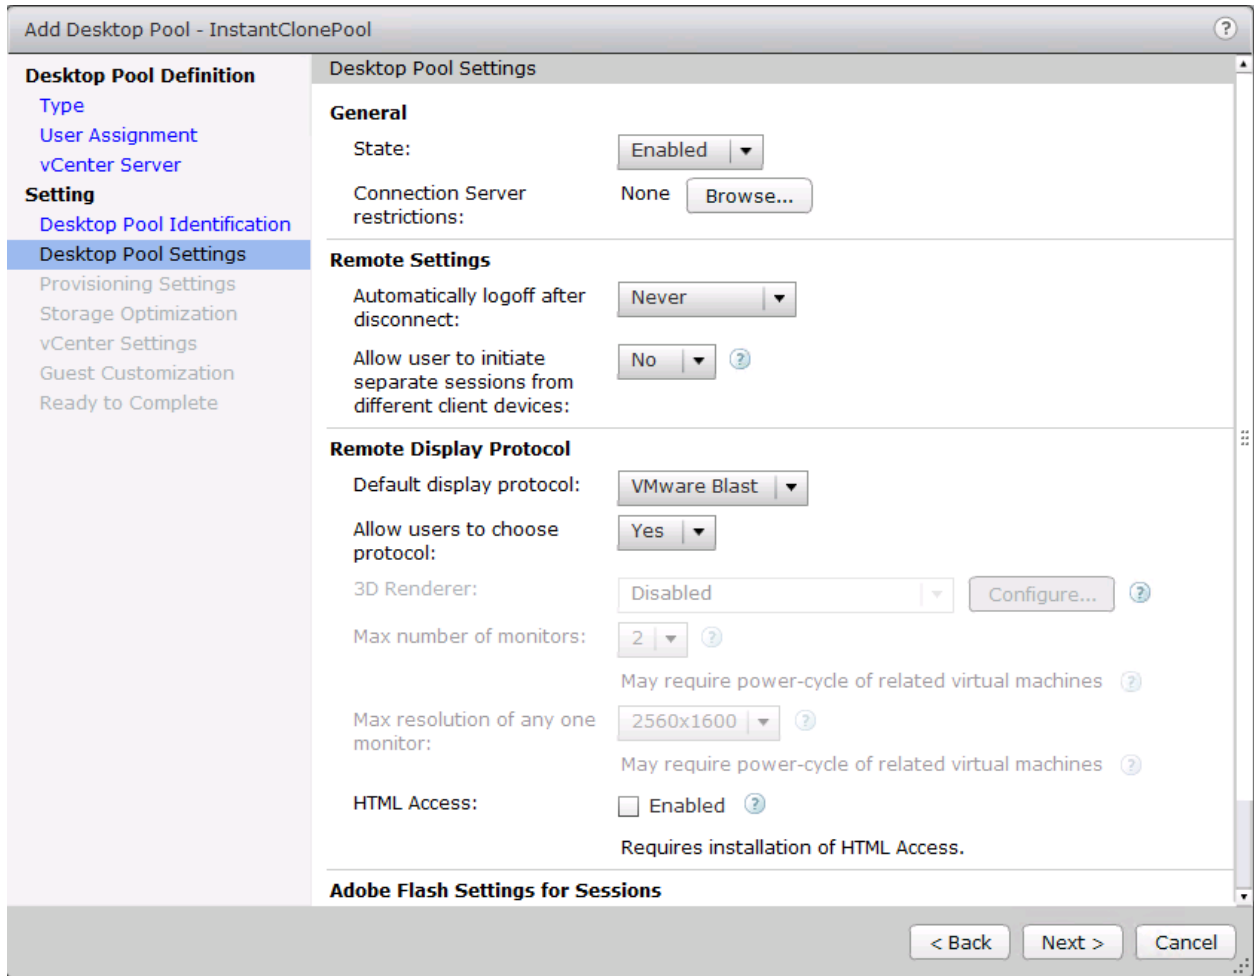 Add Desktop Pool - InstantClonePool
?
Desktop Pool Definition
Type
User Assignment
vCenter Server
Setting
Desktop Pool Identification
Desktop Pool Settings
Provisioning Settings
Storage Optimization
vCenter Settings
Guest Customization
Ready to Complete
Desktop Pool Settings
General
State: Enabled
Connection Server None Browse...
restrictions:
Remote Settings
Automatically logoff after Never
disconnect:
Allow user to initiate No ?
separate sessions from
different client devices:
Remote Display Protocol
Default display protocol: VMware Blast
Allow users to choose Yes
protocol:
3D Renderer: Disabled Configure... ?
Max number of monitors: 2 ?
May require power-cycle of related virtual machines ?
Max resolution of any one 2560x1600 ?
monitor:
May require power-cycle of related virtual machines ?
HTML Access: Enabled ?
Requires installation of HTML Access.
Adobe Flash Settings for Sessions
< Back Next > Cancel